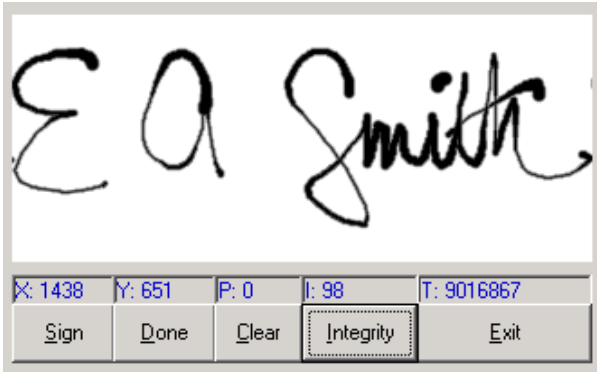 E A Smith
X: 1438 Y: 651 P: 0 I: 98 T: 9016867
Sign Done Clear Integrity Exit